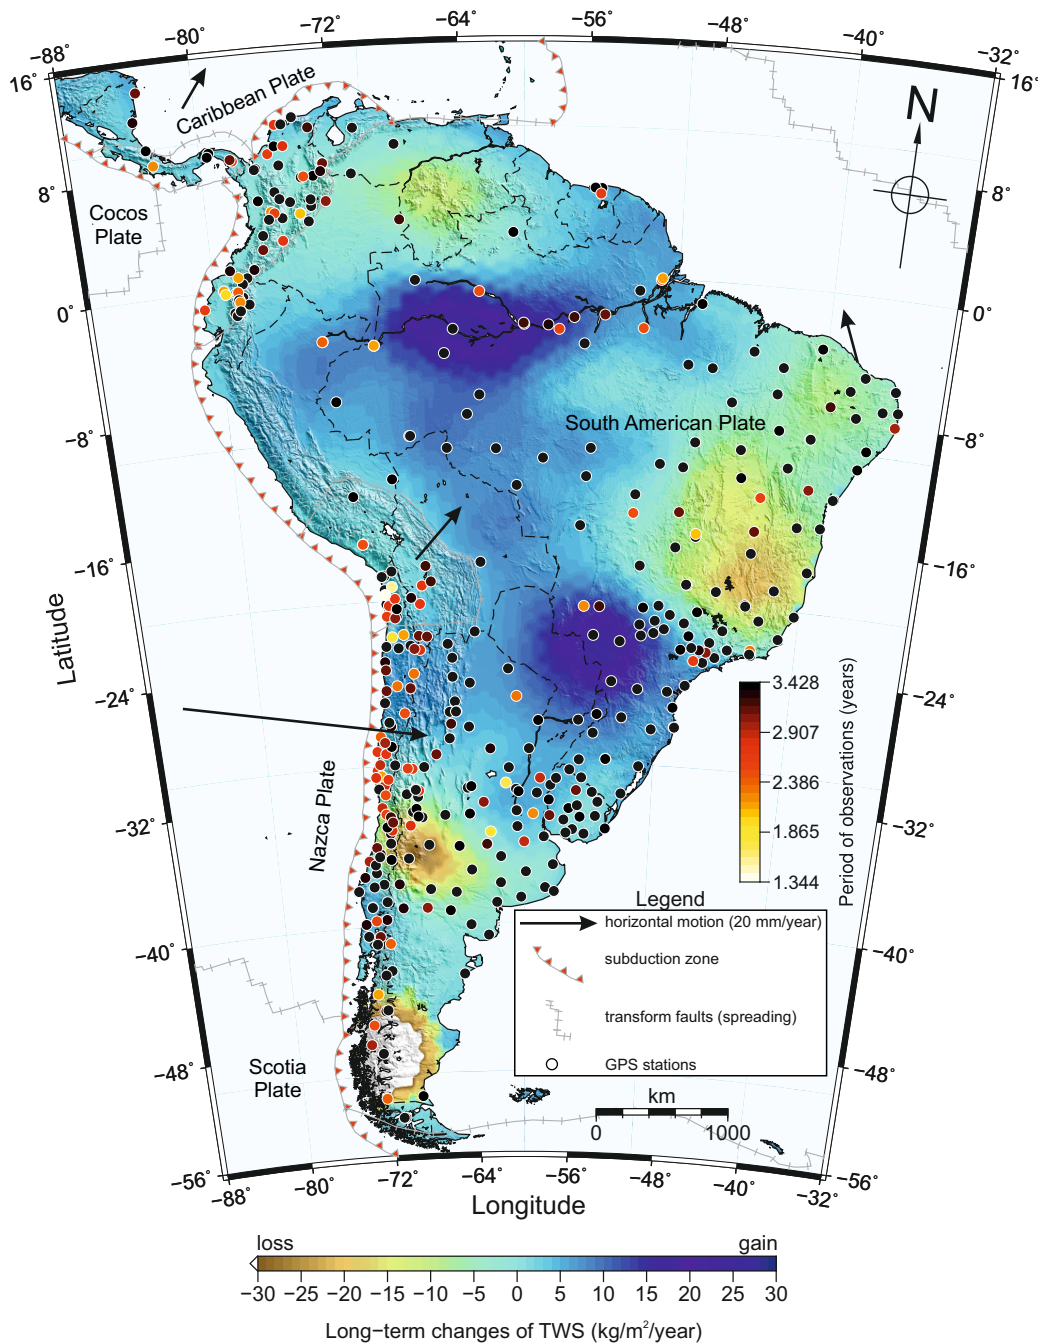 −88° −80° −72° −64° −56° −48° −40° −32°
16° 16°
Caribbean Plate
N
8° 8°
Cocos
Plate
0° 0°
South American Plate
−8° −8°
−16° −16°
Latitude
−24° −24°
Nazca Plate
3.428
2.907
2.386
1.865
1.344
Period of observations (years)
−32° −32°
Legend
horizontal motion (20 mm/year)
subduction zone
transform faults (spreading)
GPS stations
−40° −40°
−48° −48°
Scotia
Plate
km
0 1000
−56° −56°
−88° −80° −72° −64° −56° −48° −40° −32°
Longitude
loss gain
−30 −25 −20 −15 −10 −5 0 5 10 15 20 25 30
Long−term changes of TWS (kg/m²/year)